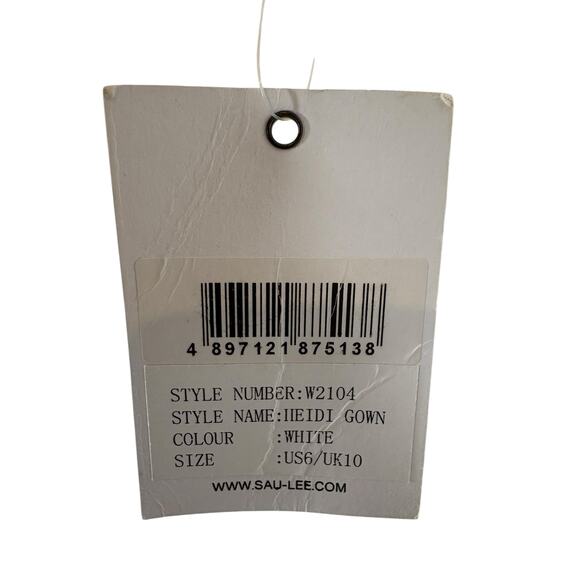 4 897121 875138
STYLE NUMBER:W2104
STYLE NAME:HEIDI GOWN
COLOUR :WHITE
SIZE :US6/UK10
WWW.SAU-LEE.COM